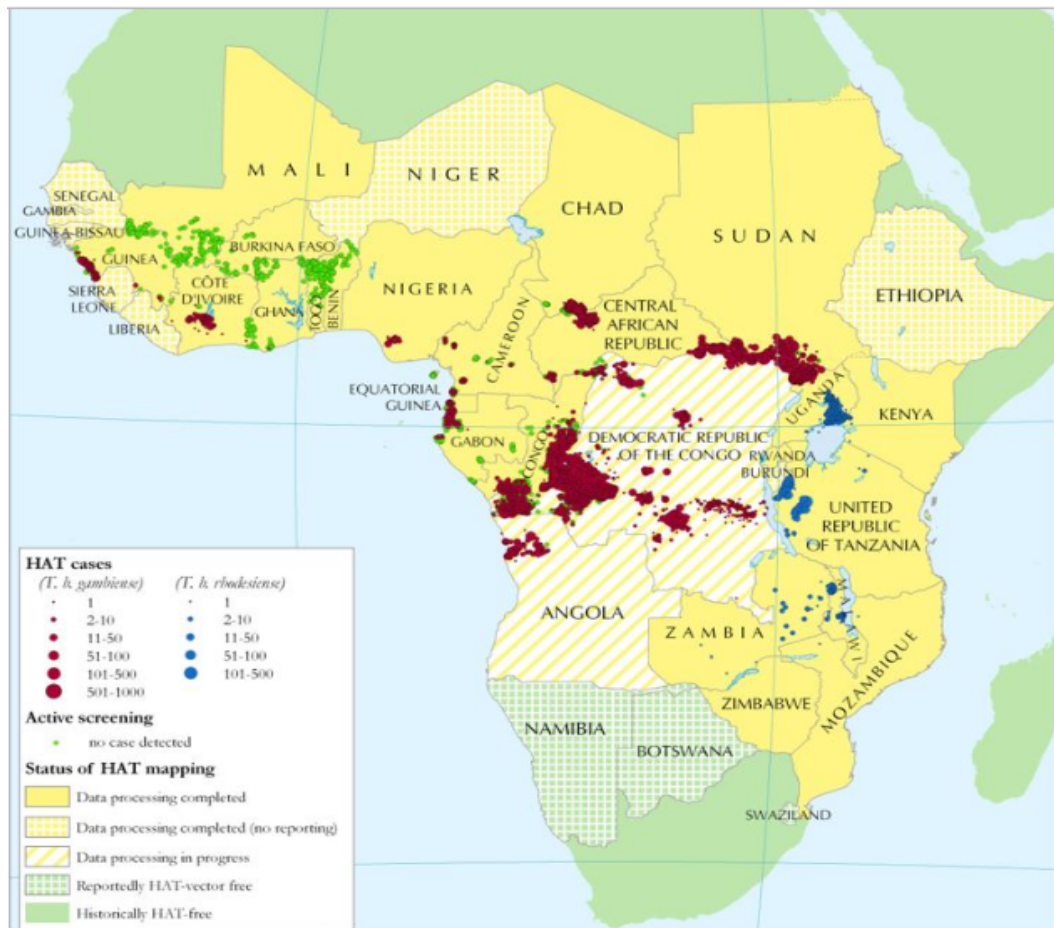 MALI
NIGER
CHAD
SUDAN
SENEGAL
GAMBIA
GUINEA-BISSAU
GUINEA
BURKINA FASO
SIERRA
LEONE
CÔTE
D'IVOIRE
GHANA
TOGO
BENIN
NIGERIA
LIBERIA
CAMEROON
CENTRAL
AFRICAN
REPUBLIC
ETHIOPIA
EQUATORIAL
GUINEA
GABON
CONGO
DEMOCRATIC REPUBLIC
OF THE CONGO
UGANDA
KENYA
RWANDA
BURUNDI
UNITED
REPUBLIC
OF TANZANIA
ANGOLA
ZAMBIA
MALAWI
MOZAMBIQUE
ZIMBABWE
NAMIBIA
BOTSWANA
SWAZILAND
HAT cases
(T. b. gambiense) (T. b. rhodesiense)
1 1
2-10 2-10
11-50 11-50
51-100 51-100
101-500 101-500
501-1000
Active screening
no case detected
Status of HAT mapping
Data processing completed
Data processing completed (no reporting)
Data processing in progress
Reportedly HAT-vector free
Historically HAT-free